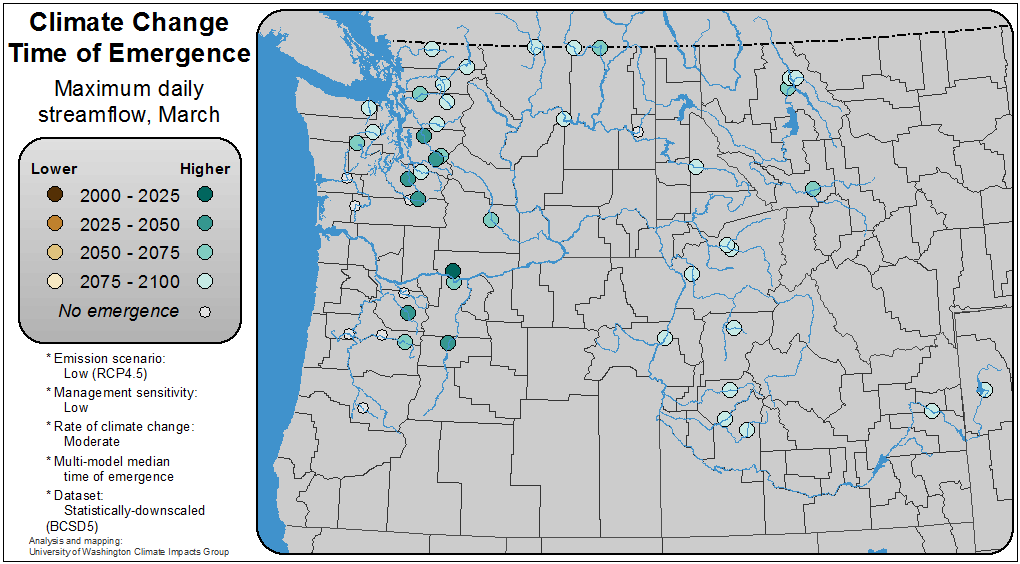 Climate Change
Time of Emergence
Maximum daily
streamflow, March
Lower Higher
2000 - 2025
2025 - 2050
2050 - 2075
2075 - 2100
No emergence
* Emission scenario:
Low (RCP4.5)
* Management sensitivity:
Low
* Rate of climate change:
Moderate
* Multi-model median
time of emergence
* Dataset:
Statistically-downscaled
(BCSD5)
Analysis and mapping:
University of Washington Climate Impacts Group